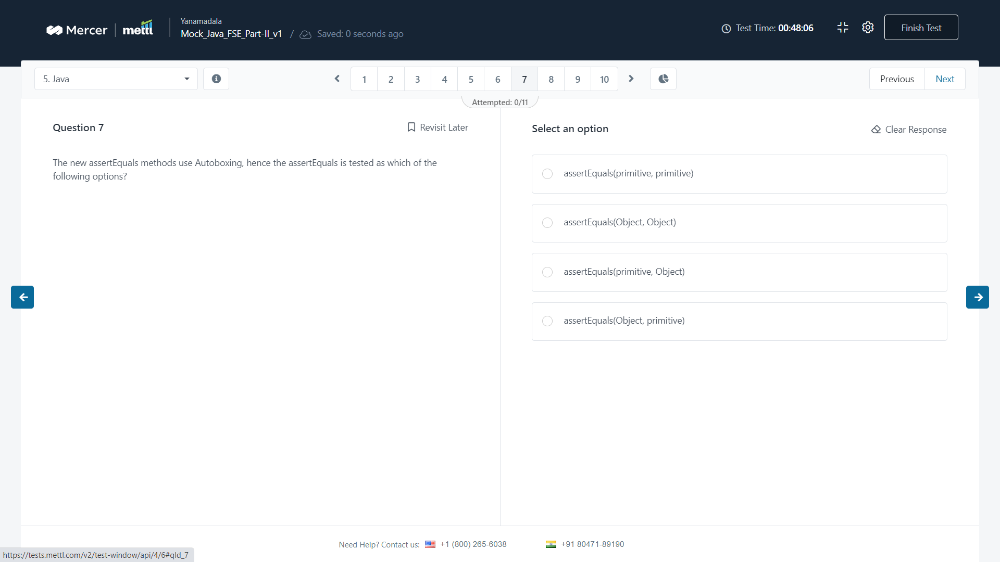 Mercer
mettl
Yanamadala
Mock_Java_FSE_Part-II_v1 / Saved: 0 seconds ago
Test Time: 00:48:06
Finish Test
5. Java
1 2 3 4 5 6 7 8 9 10
Previous Next
Attempted: 0/11
Question 7
Revisit Later
The new assertEquals methods use Autoboxing, hence the assertEquals is tested as which of the
following options?
Select an option
Clear Response
assertEquals(primitive, primitive)
assertEquals(Object, Object)
assertEquals(primitive, Object)
assertEquals(Object, primitive)
Need Help? Contact us: +1 (800) 265-6038 +91 80471-89190
https://tests.mettl.com/v2/test-window/api/4/6#qId_7